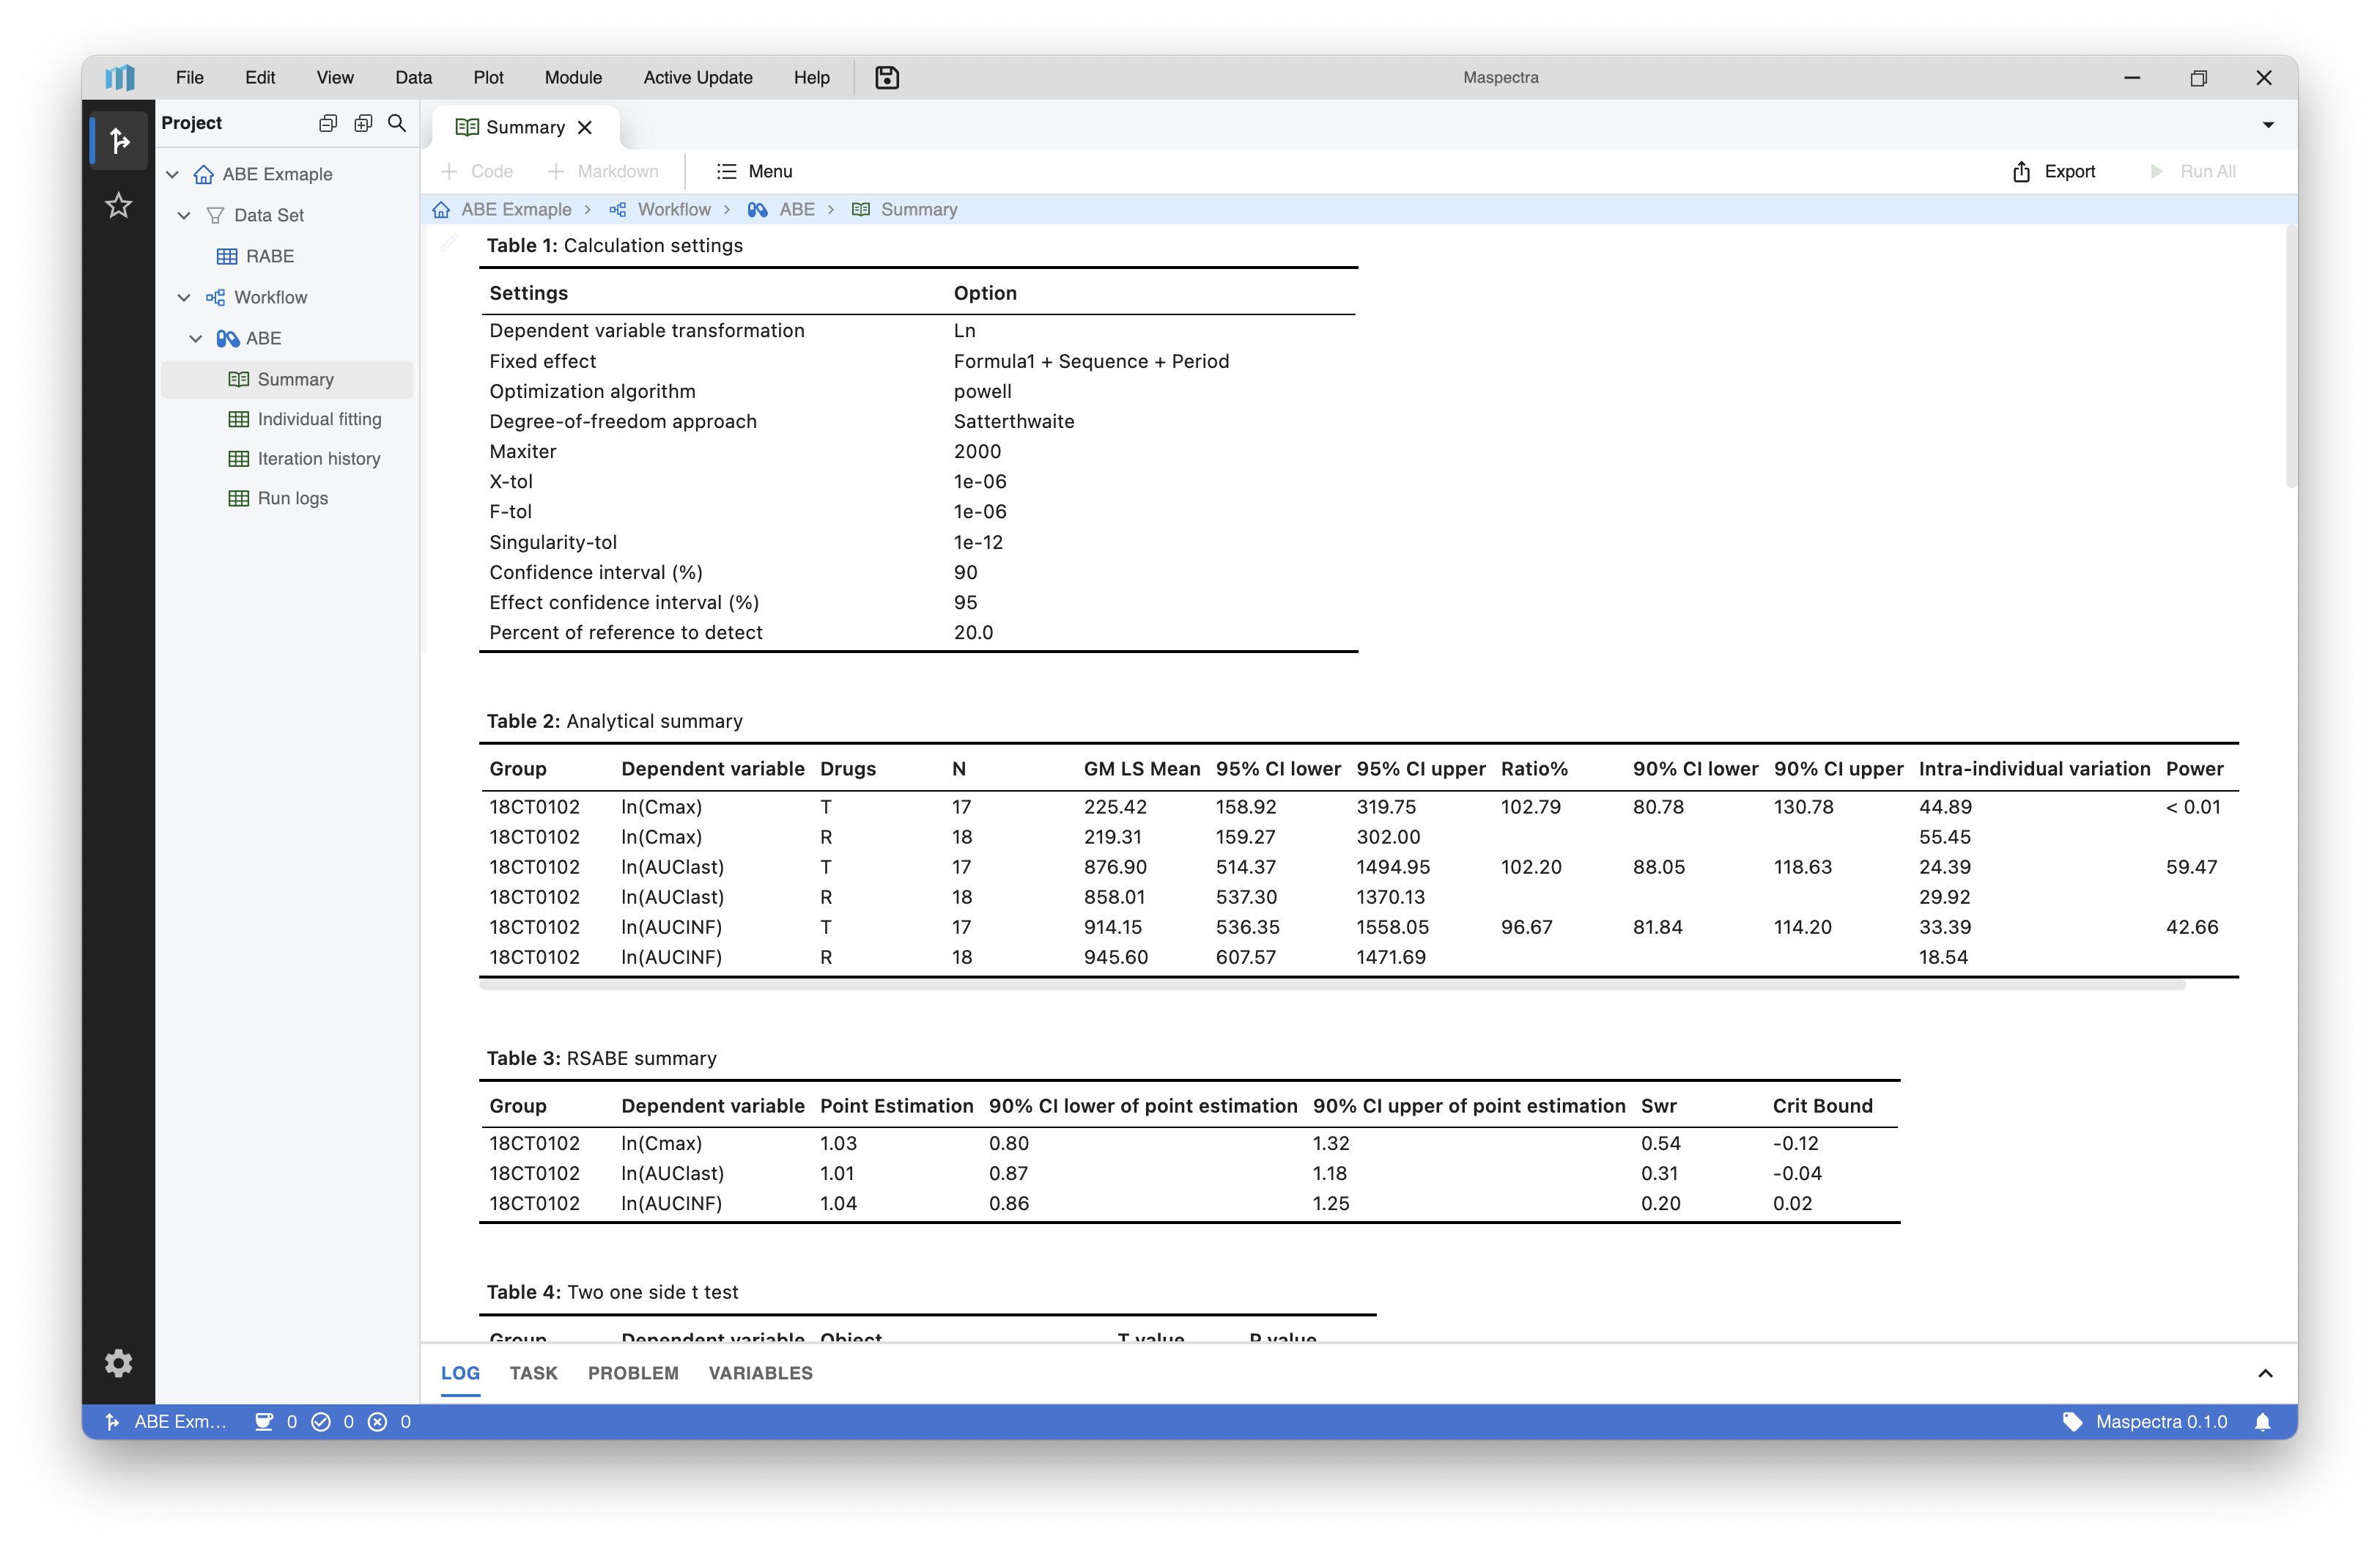 File Edit View Data Plot Module Active Update Help Maspectra
Project
Summary
Code Markdown Menu Export Run All
ABE Exmaple > Workflow > ABE > Summary
ABE Exmaple
Data Set
RABE
Workflow
ABE
Summary
Individual fitting
Iteration history
Run logs
Table 1: Calculation settings
Settings Option
Dependent variable transformation Ln
Fixed effect Formula1 + Sequence + Period
Optimization algorithm powell
Degree-of-freedom approach Satterthwaite
Maxiter 2000
X-tol 1e-06
F-tol 1e-06
Singularity-tol 1e-12
Confidence interval (%) 90
Effect confidence interval (%) 95
Percent of reference to detect 20.0
Table 2: Analytical summary
Group Dependent variable Drugs N GM LS Mean 95% CI lower 95% CI upper Ratio% 90% CI lower 90% CI upper Intra-individual variation Power
18CT0102 ln(Cmax) T 17 225.42 158.92 319.75 102.79 80.78 130.78 44.89 < 0.01
18CT0102 ln(Cmax) R 18 219.31 159.27 302.00 55.45
18CT0102 ln(AUClast) T 17 876.90 514.37 1494.95 102.20 88.05 118.63 24.39 59.47
18CT0102 ln(AUClast) R 18 858.01 537.30 1370.13 29.92
18CT0102 ln(AUCINF) T 17 914.15 536.35 1558.05 96.67 81.84 114.20 33.39 42.66
18CT0102 ln(AUCINF) R 18 945.60 607.57 1471.69 18.54
Table 3: RSABE summary
Group Dependent variable Point Estimation 90% CI lower of point estimation 90% CI upper of point estimation Swr Crit Bound
18CT0102 ln(Cmax) 1.03 0.80 1.32 0.54 -0.12
18CT0102 ln(AUClast) 1.01 0.87 1.18 0.31 -0.04
18CT0102 ln(AUCINF) 1.04 0.86 1.25 0.20 0.02
Table 4: Two one side t test
Group Dependent variable Object T value P value
LOG TASK PROBLEM VARIABLES
ABE Exm... 0 0 0 Maspectra 0.1.0